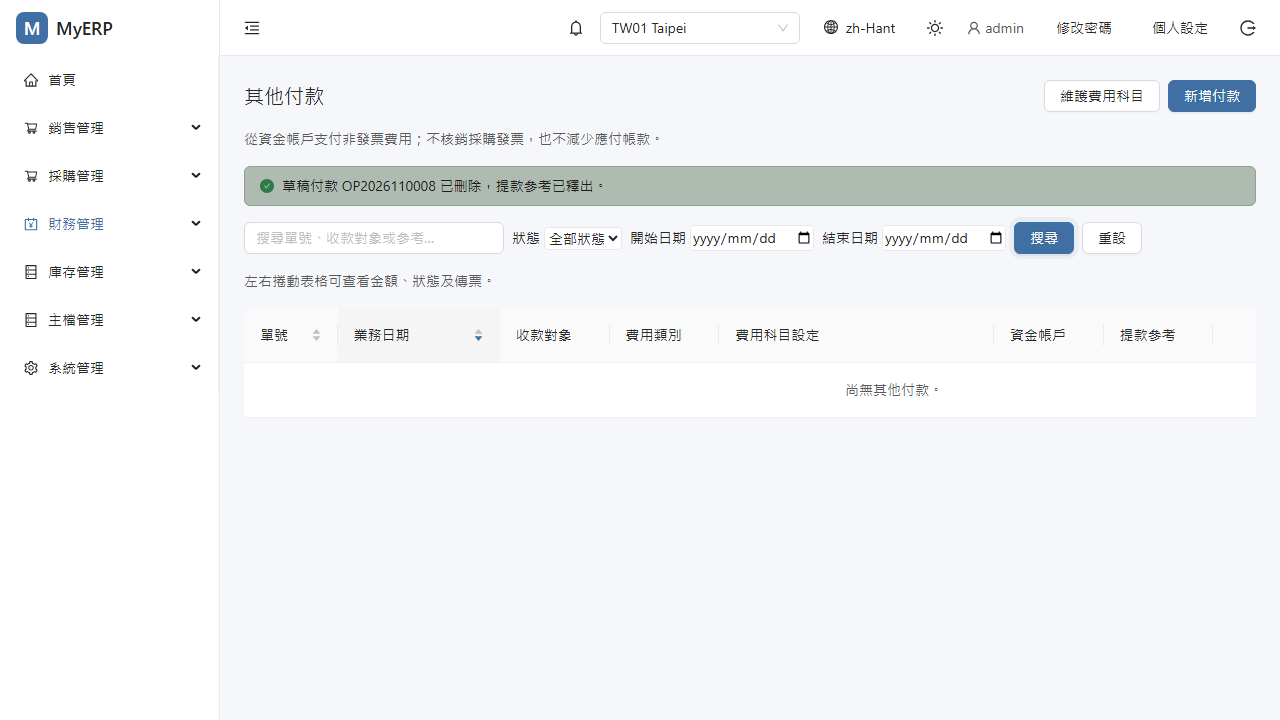 M MyERP
TW01 Taipei
zh-Hant
admin
修改密碼
個人設定
首頁
銷售管理
採購管理
財務管理
庫存管理
主檔管理
系統管理
其他付款
維護費用科目
新增付款
從資金帳戶支付非發票費用；不核銷採購發票，也不減少應付帳款。
草稿付款 OP2026110008 已刪除，提款參考已釋出。
搜尋單號、收款對象或參考...
狀態 全部狀態 開始日期 yyyy/mm/dd 結束日期 yyyy/mm/dd 搜尋 重設
左右捲動表格可查看金額、狀態及傳票。
單號 業務日期 收款對象 費用類別 費用科目設定 資金帳戶 提款參考
尚無其他付款。